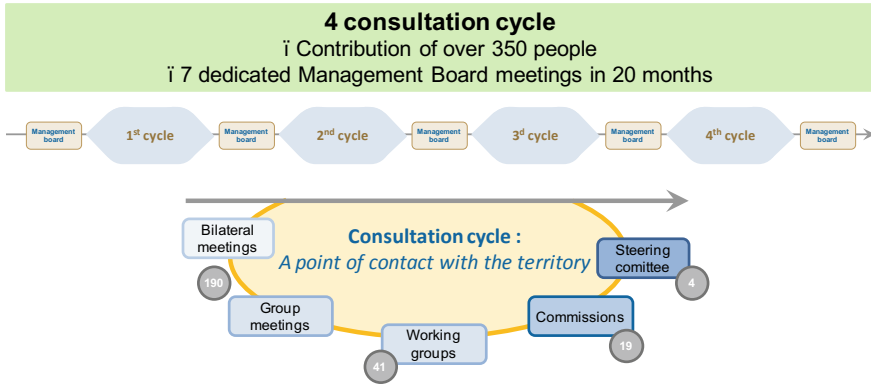 4 consultation cycle
ï Contribution of over 350 people
ï 7 dedicated Management Board meetings in 20 months
Management
board
1st cycle
Management
board
2nd cycle
Management
board
3d cycle
Management
board
4th cycle
Management
board
Bilateral
meetings
190
Group
meetings
Consultation cycle :
A point of contact with the territory
Working
groups
41
Commissions
19
Steering
comittee
4